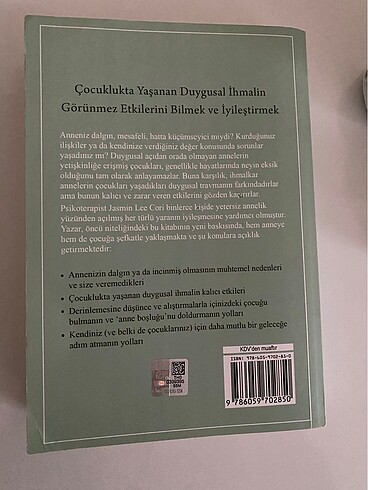 Çocuklukta Yaşanan Duygusal İhmalin
Görünmez Etkilerini Bilmek ve İyileştirmek
Anneniz dalgın, mesafeli, hatta küçümseyici miydi? Kurduğunuz
ilişkiler ya da kendinize verdiğiniz değer konusunda sorunlar
yaşadınız mı? Duygusal açıdan orada olmayan annelerin
yetişkinliğe erişmiş çocukları, genellikle hayatlarında neyin eksik
olduğunu tam olarak anlayamazlar. Buna karşılık, ihmalkar
annelerin çocukları yaşadıkları duygusal travmanın farkındadırlar
ama bunun kalıcı ve zarar veren etkilerini gözden kaçırırlar.
Psikoterapist Jasmin Lee Cori binlerce kişide yetersiz annelik
yüzünden açılmış her türlü yaranın iyileşmesine yardımcı olmuştur.
Yazar, öncü niteliğindeki bu kitabının yeni baskısında, hem anneye
hem de çocuğa şefkatle yaklaşmakta ve şu konulara açıklık
getirmektedir:
• Annenizin dalgın ya da incinmiş olmasının muhtemel nedenleri
ve size veremedikleri
• Çocuklukta yaşanan duygusal ihmalin kalıcı etkileri
• Derinlemesine düşünce ve alıştırmalarla içinizdeki çocuğu
bulmanın ve ‘anne boşluğu’nu doldurmanın yolları
• Kendiniz (ve belki de çocuklarınız) için daha mutlu bir geleceğe
adım atmanın yolları
KDV'den muaftır
ISBN: 978-605-9702-85-0
9 786059 702850